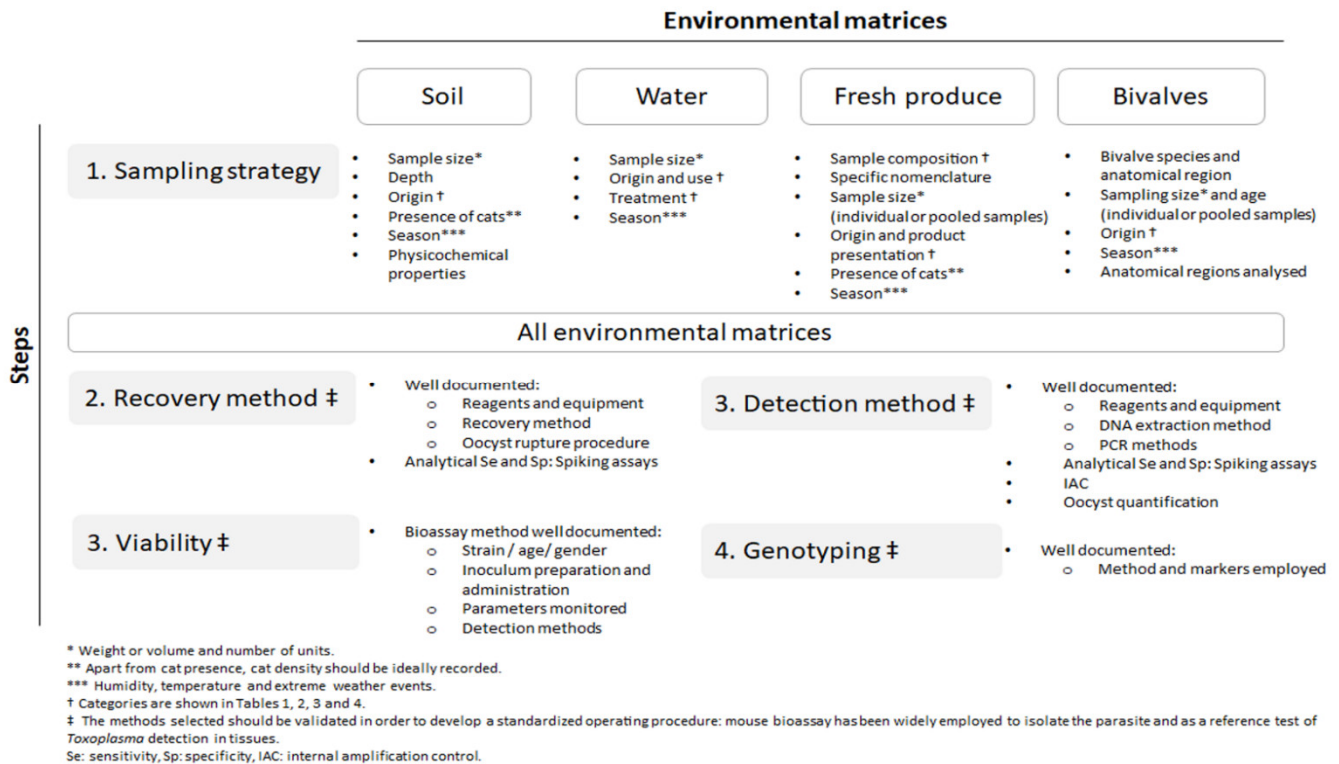 Environmental matrices
Soil
Water
Fresh produce
Bivalves
Steps
1. Sampling strategy
• Sample size*
• Depth
• Origin †
• Presence of cats**
• Season***
• Physicochemical
properties
• Sample size*
• Origin and use †
• Treatment †
• Season***
• Sample composition †
• Specific nomenclature
• Sample size*
(individual or pooled samples)
• Origin and product
presentation †
• Presence of cats**
• Season***
• Bivalve species and
anatomical region
• Sampling size* and age
(individual or pooled samples)
• Origin †
• Season***
• Anatomical regions analysed
All environmental matrices
2. Recovery method ‡
• Well documented:
o Reagents and equipment
o Recovery method
o Oocyst rupture procedure
• Analytical Se and Sp: Spiking assays
3. Detection method ‡
• Well documented:
o Reagents and equipment
o DNA extraction method
o PCR methods
• Analytical Se and Sp: Spiking assays
• IAC
• Oocyst quantification
3. Viability ‡
• Bioassay method well documented:
o Strain / age/ gender
o Inoculum preparation and
administration
o Parameters monitored
o Detection methods
4. Genotyping ‡
• Well documented:
o Method and markers employed
* Weight or volume and number of units.
** Apart from cat presence, cat density should be ideally recorded.
*** Humidity, temperature and extreme weather events.
† Categories are shown in Tables 1, 2, 3 and 4.
‡ The methods selected should be validated in order to develop a standardized operating procedure: mouse bioassay has been widely employed to isolate the parasite and as a reference test of
Toxoplasma detection in tissues.
Se: sensitivity, Sp: specificity, IAC: internal amplification control.